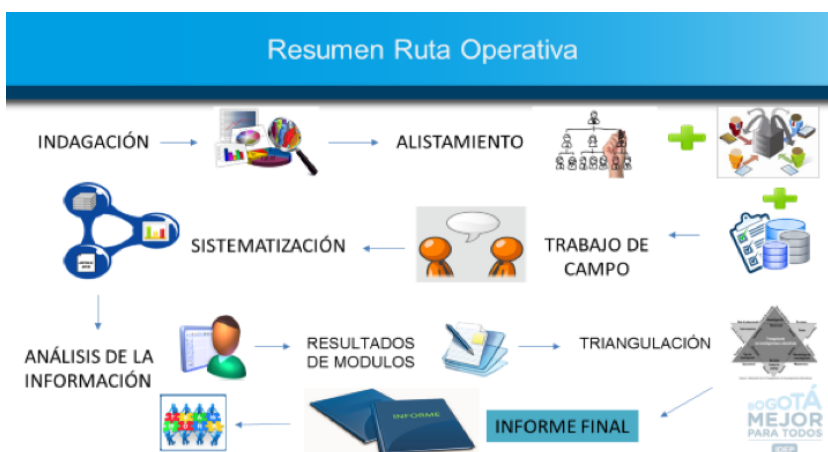 Resumen Ruta Operativa
INDAGACIÓN
ALISTAMIENTO
SISTEMATIZACIÓN
TRABAJO DE
CAMPO
ANÁLISIS DE LA
INFORMACIÓN
RESULTADOS
DE MODULOS
TRIANGULACIÓN
INFORME
INFORME FINAL
BOGOTÁ
MEJOR
PARA TODOS
IDEP